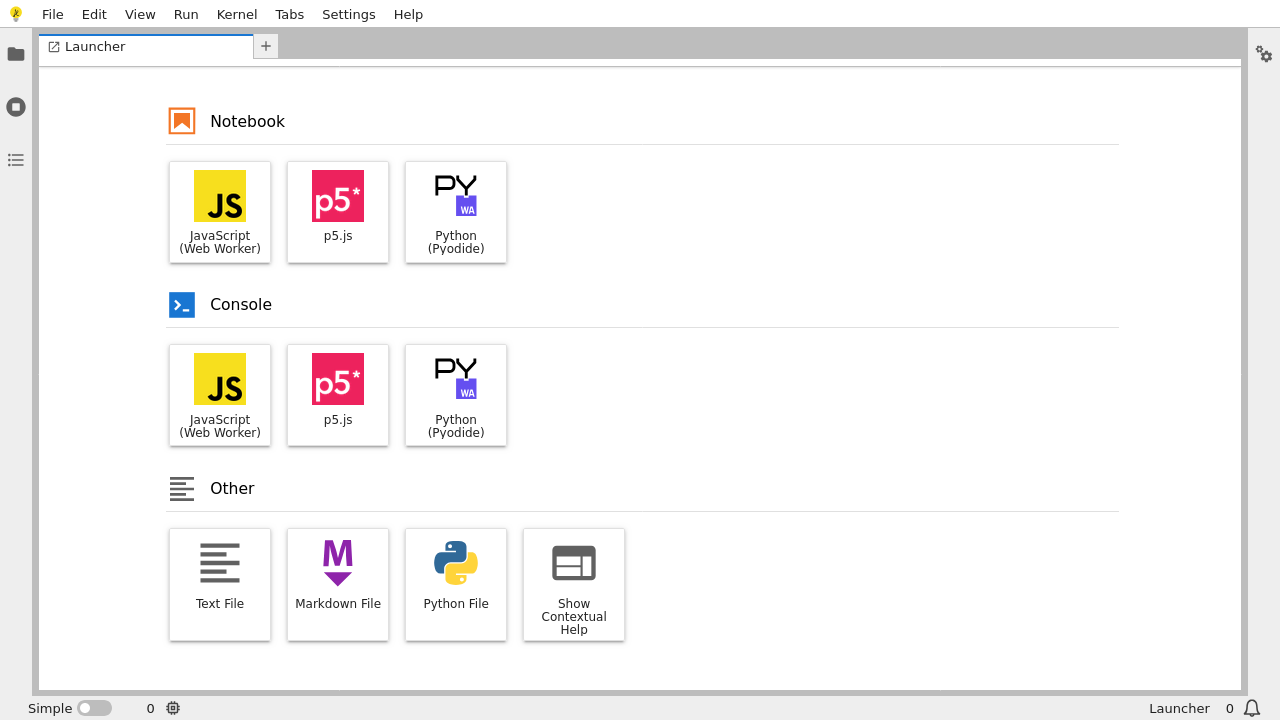 File Edit View Run Kernel Tabs Settings Help
Launcher
Notebook
JS
JavaScript
(Web Worker)
p5*
p5.js
PY
WA
Python
(Pyodide)
Console
JS
JavaScript
(Web Worker)
p5*
p5.js
PY
WA
Python
(Pyodide)
Other
Text File
M
Markdown File
Python File
Show
Contextual
Help
Simple 0 Launcher 0